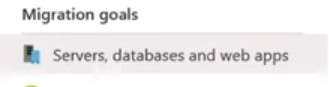 Migration goals
Servers, databases and web apps